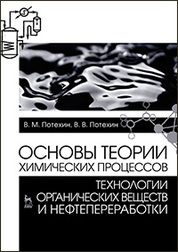 В. М. Потехин, В. В. Потехин
ОСНОВЫ ТЕОРИИ
ХИМИЧЕСКИХ ПРОЦЕССОВ
ТЕХНОЛОГИИ
ОРГАНИЧЕСКИХ ВЕЩЕСТВ
И НЕФТЕПЕРЕРАБОТКИ